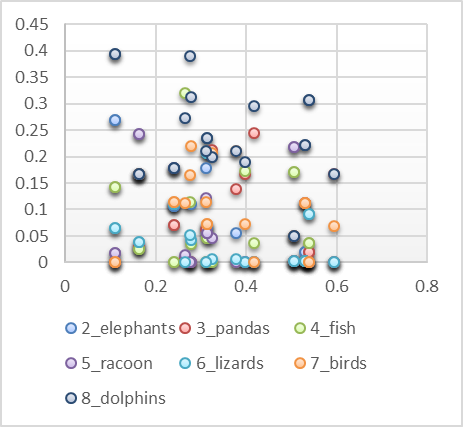 0.45
0.4
0.35
0.3
0.25
0.2
0.15
0.1
0.05
0
0 0.2 0.4 0.6 0.8
2_elephants 3_pandas 4_fish
5_racoon 6_lizards 7_birds
8_dolphins